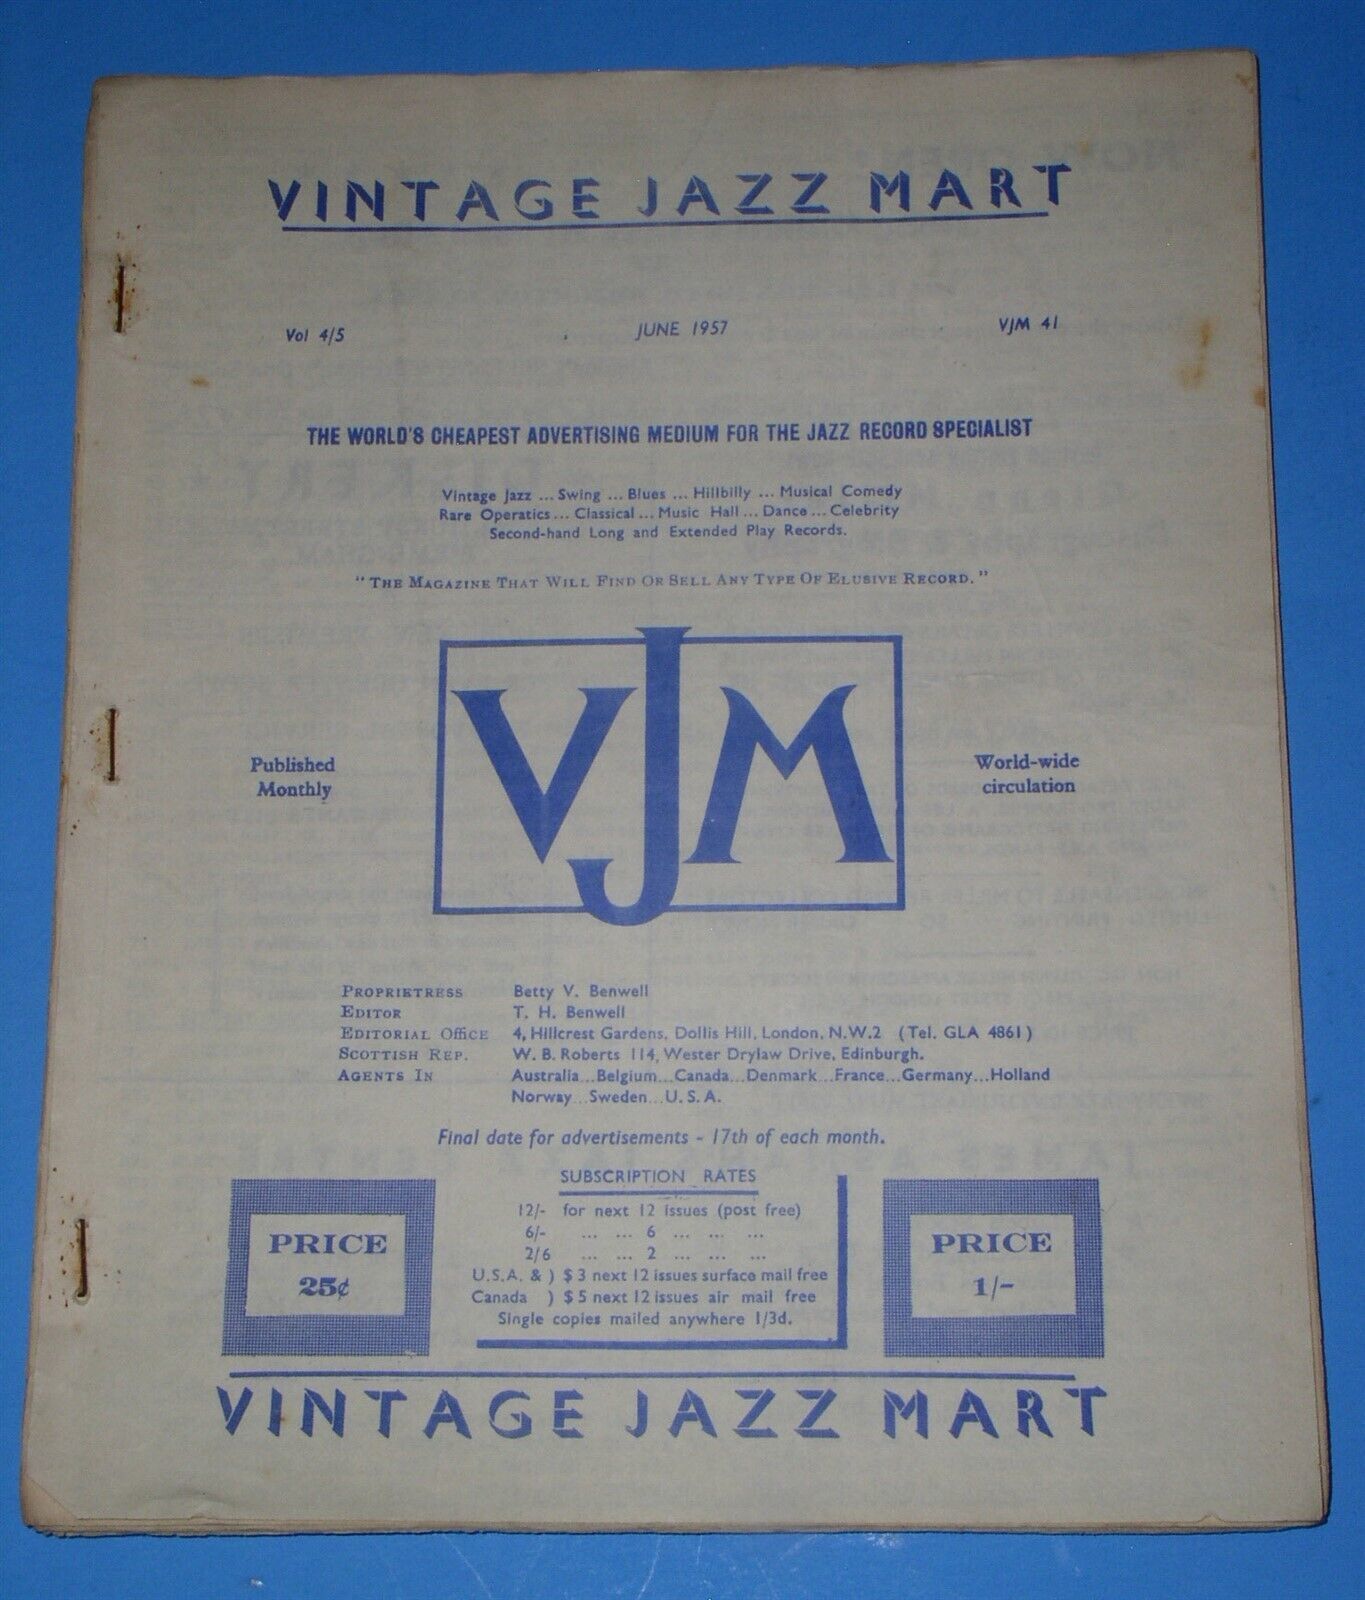 VINTAGE JAZZ MART
Vol 4/5 JUNE 1957 VJM 41
THE WORLD'S CHEAPEST ADVERTISING MEDIUM FOR THE JAZZ RECORD SPECIALIST
Vintage Jazz ... Swing ... Blues ... Hillbilly ... Musical Comedy
Rare Operatics ... Classical ... Music Hall ... Dance ... Celebrity
Second-hand Long and Extended Play Records.
"THE MAGAZINE THAT WILL FIND OR SELL ANY TYPE OF ELUSIVE RECORD."
VJM
Published
Monthly
World-wide
circulation
PROPRIETRESS Betty V. Benwell
EDITOR T. H. Benwell
EDITORIAL OFFICE 4, Hillcrest Gardens, Dollis Hill, London, N.W.2 (Tel. GLA 4861)
SCOTTISH REP. W. B. Roberts 114, Wester Drylaw Drive, Edinburgh.
AGENTS IN Australia...Belgium...Canada...Denmark...France...Germany...Holland
Norway...Sweden...U.S.A.
Final date for advertisements - 17th of each month.
SUBSCRIPTION RATES
12/- for next 12 issues (post free)
6/- ... ... 6 ... ... ...
2/6 ... ... 2 ... ... ...
U.S.A. & ) $ 3 next 12 issues surface mail free
Canada ) $ 5 next 12 issues air mail free
Single copies mailed anywhere 1/3d.
PRICE
25¢
PRICE
1/-
VINTAGE JAZZ MART